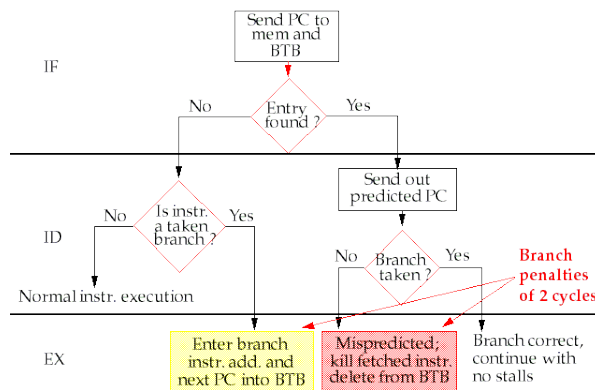 Send PC to
mem and
BTB
IF
No
Entry
found ?
Yes
Send out
predicted PC
Is instr.
a taken
branch ?
No
Yes
ID
No
Branch
taken ?
Yes
Branch
penalties
of 2 cycles
Normal instr. execution
EX
Enter branch
instr. add. and
next PC into BTB
Mispredicted;
kill fetched instr.
delete from BTB
Branch correct,
continue with
no stalls